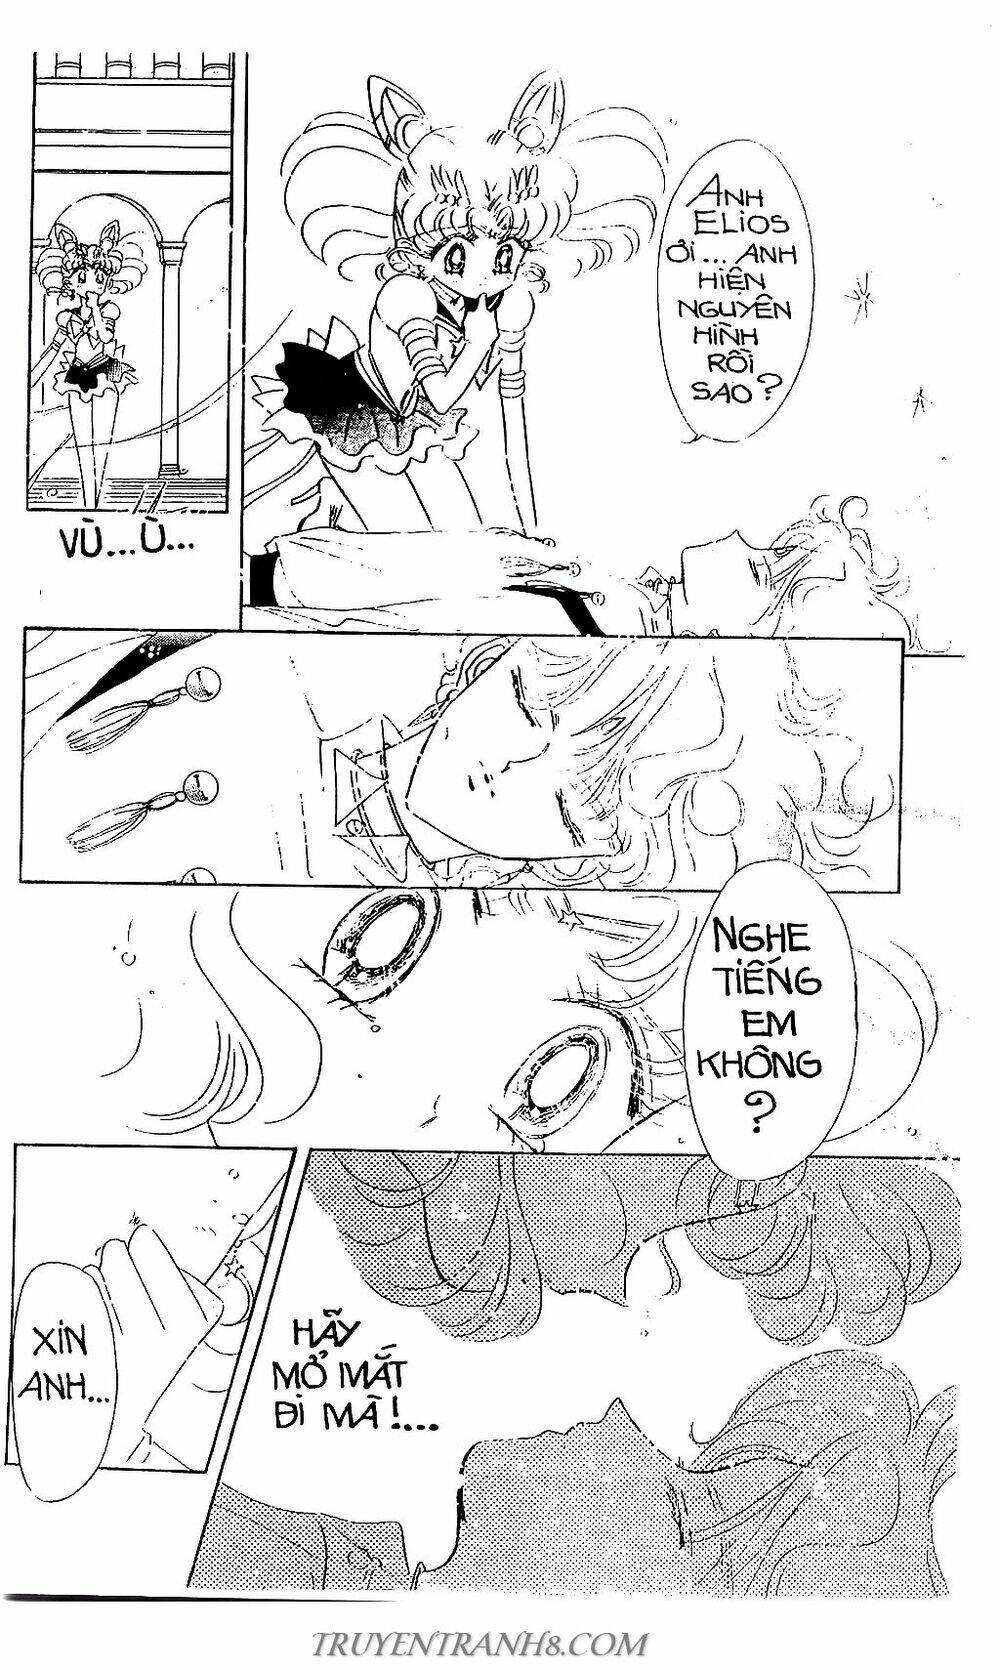 ANH
ELiOS
ƠI... ANH
HiỆN
NGUYÊN
HÌNH
RỒI
SAO?
VÙ...Ù...
NGHE
TIẾNG
EM
KHÔNG
?
XiN
ANH...
HÃY
MỞ MẮT
Đi MÀ!....
TRUYENTRANH8.COM